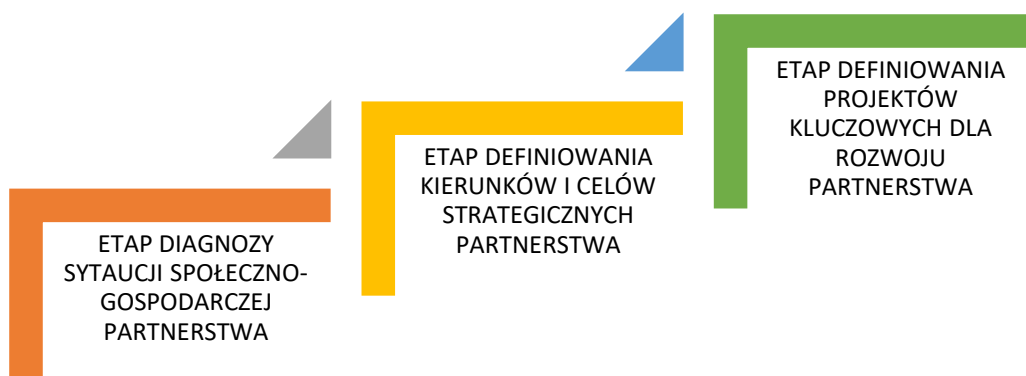 ETAP DIAGNOZY
SYTAUCJI SPOŁECZNO-
GOSPODARCZEJ
PARTNERSTWA
ETAP DEFINIOWANIA
KIERUNKÓW I CELÓW
STRATEGICZNYCH
PARTNERSTWA
ETAP DEFINIOWANIA
PROJEKTÓW
KLUCZOWYCH DLA
ROZWOJU
PARTNERSTWA